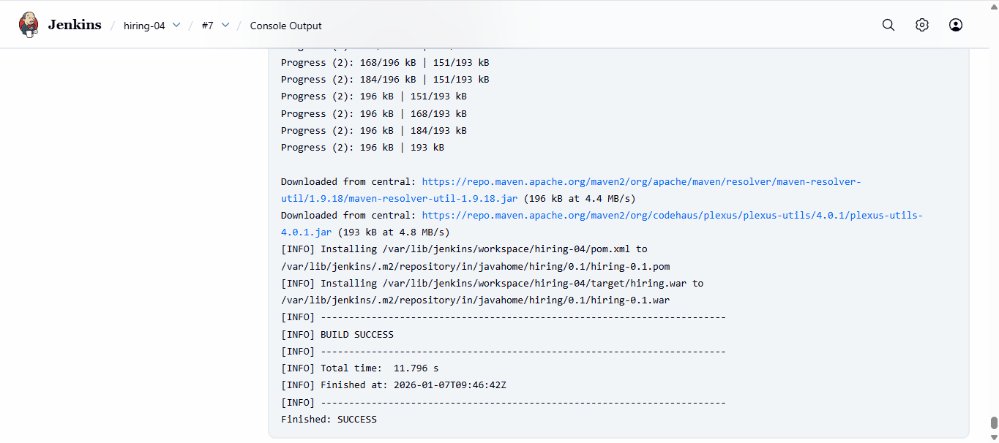 Jenkins / hiring-04 / #7 / Console Output
Progress (2): 168/196 kB | 151/193 kB
Progress (2): 184/196 kB | 151/193 kB
Progress (2): 196 kB | 151/193 kB
Progress (2): 196 kB | 168/193 kB
Progress (2): 196 kB | 184/193 kB
Progress (2): 196 kB | 193 kB
Downloaded from central: https://repo.maven.apache.org/maven2/org/apache/maven/resolver/maven-resolver-
util/1.9.18/maven-resolver-util-1.9.18.jar (196 kB at 4.4 MB/s)
Downloaded from central: https://repo.maven.apache.org/maven2/org/codehaus/plexus/plexus-utils/4.0.1/plexus-utils-
4.0.1.jar (193 kB at 4.8 MB/s)
[INFO] Installing /var/lib/jenkins/workspace/hiring-04/pom.xml to
/var/lib/jenkins/.m2/repository/in/javahome/hiring/0.1/hiring-0.1.pom
[INFO] Installing /var/lib/jenkins/workspace/hiring-04/target/hiring.war to
/var/lib/jenkins/.m2/repository/in/javahome/hiring/0.1/hiring-0.1.war
[INFO] ------------------------------------------------------------------------
[INFO] BUILD SUCCESS
[INFO] ------------------------------------------------------------------------
[INFO] Total time:  11.796 s
[INFO] Finished at: 2026-01-07T09:46:42Z
[INFO] ------------------------------------------------------------------------
Finished: SUCCESS